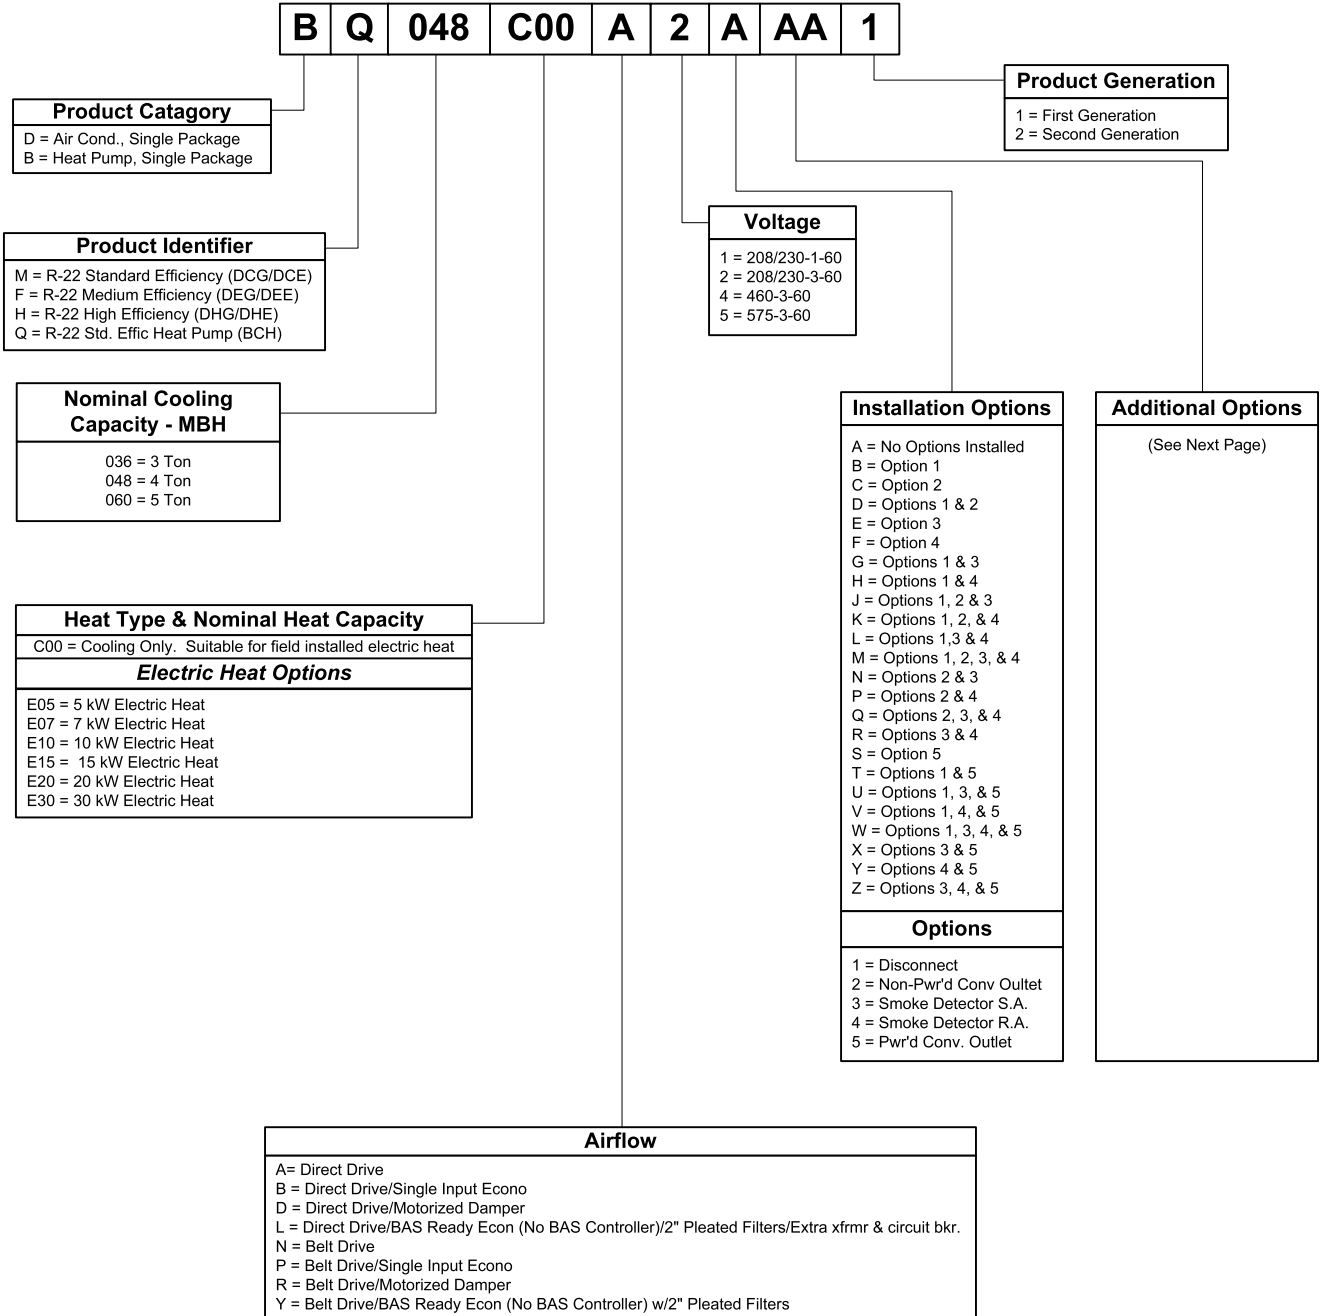 B Q 048 C00 A 2 A AA 1
Product Catagory
D = Air Cond., Single Package
B = Heat Pump, Single Package
Product Identifier
M = R-22 Standard Efficiency (DCG/DCE)
F = R-22 Medium Efficiency (DEG/DEE)
H = R-22 High Efficiency (DHG/DHE)
Q = R-22 Std. Effic Heat Pump (BCH)
Nominal Cooling
Capacity - MBH
036 = 3 Ton
048 = 4 Ton
060 = 5 Ton
Heat Type & Nominal Heat Capacity
C00 = Cooling Only.  Suitable for field installed electric heat
Electric Heat Options
E05 = 5 kW Electric Heat
E07 = 7 kW Electric Heat
E10 = 10 kW Electric Heat
E15 =  15 kW Electric Heat
E20 = 20 kW Electric Heat
E30 = 30 kW Electric Heat
Airflow
A= Direct Drive
B = Direct Drive/Single Input Econo
D = Direct Drive/Motorized Damper
L = Direct Drive/BAS Ready Econ (No BAS Controller)/2" Pleated Filters/Extra xfrmr & circuit bkr.
N = Belt Drive
P = Belt Drive/Single Input Econo
R = Belt Drive/Motorized Damper
Y = Belt Drive/BAS Ready Econ (No BAS Controller) w/2" Pleated Filters
Voltage
1 = 208/230-1-60
2 = 208/230-3-60
4 = 460-3-60
5 = 575-3-60
Installation Options
A = No Options Installed
B = Option 1
C = Option 2
D = Options 1 & 2
E = Option 3
F = Option 4
G = Options 1 & 3
H = Options 1 & 4
J = Options 1, 2 & 3
K = Options 1, 2, & 4
L = Options 1,3 & 4
M = Options 1, 2, 3, & 4
N = Options 2 & 3
P = Options 2 & 4
Q = Options 2, 3, & 4
R = Options 3 & 4
S = Option 5
T = Options 1 & 5
U = Options 1, 3, & 5
V = Options 1, 4, & 5
W = Options 1, 3, 4, & 5
X = Options 3 & 5
Y = Options 4 & 5
Z = Options 3, 4, & 5
Options
1 = Disconnect
2 = Non-Pwr'd Conv Oultet
3 = Smoke Detector S.A.
4 = Smoke Detector R.A.
5 = Pwr'd Conv. Outlet
Additional Options
(See Next Page)
Product Generation
1 = First Generation
2 = Second Generation